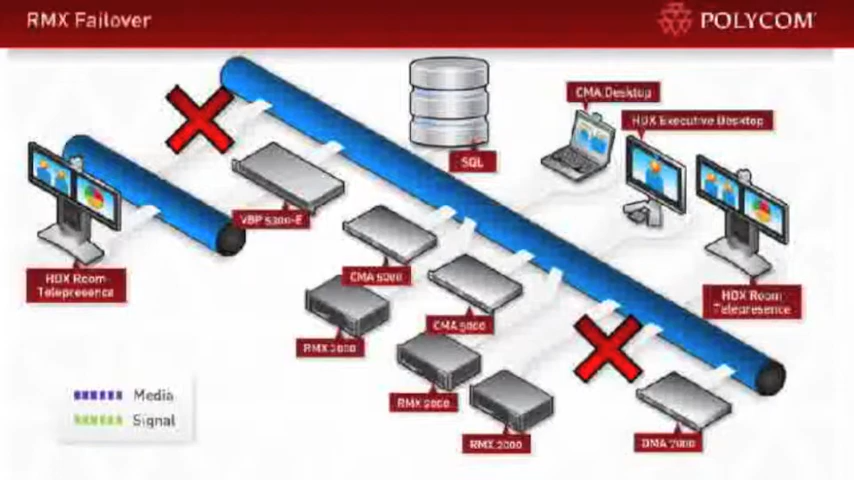 RMX Failover
POLYCOM
CMA Desktop
HDX Executive Desktop
SQL
VBP 5300-E
HDX Room
Telepresence
CMA 5000
CMA 5000
HDX Room
Telepresence
RMX 2000
RMX 2000
RMX 2000
DMA 7000
Media
Signal